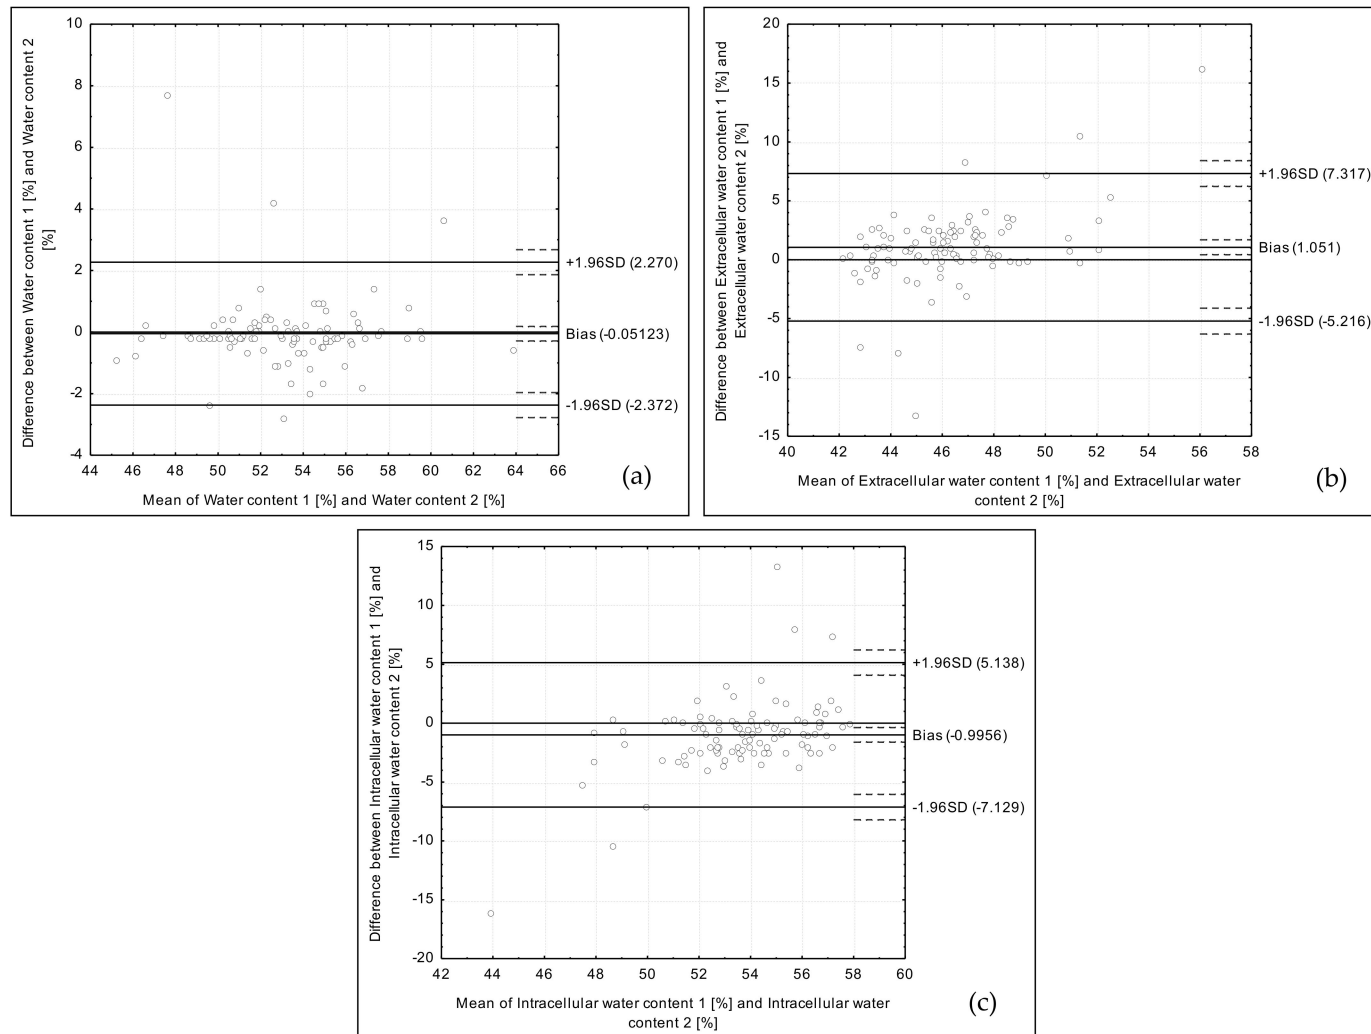 Difference between Water content 1 [%] and Water content 2
[%]
10
8
6
4
2
0
-2
-4
44 46 48 50 52 54 56 58 60 62 64 66
+1.96SD (2.270)
Bias (-0.05123)
-1.96SD (-2.372)
Mean of Water content 1 [%] and Water content 2 [%]
(a)
Difference between Extracellular water content 1 [%] and
Extracellular water content 2 [%]
20
15
10
5
0
-5
-10
-15
40 42 44 46 48 50 52 54 56 58
+1.96SD (7.317)
Bias (1.051)
-1.96SD (-5.216)
Mean of Extracellular water content 1 [%] and Extracellular water
content 2 [%]
(b)
Difference between Intracellular water content 1 [%] and
Intracellular water content 2 [%]
15
10
5
0
-5
-10
-15
-20
42 44 46 48 50 52 54 56 58 60
+1.96SD (5.138)
Bias (-0.9956)
-1.96SD (-7.129)
Mean of Intracellular water content 1 [%] and Intracellular water
content 2 [%]
(c)